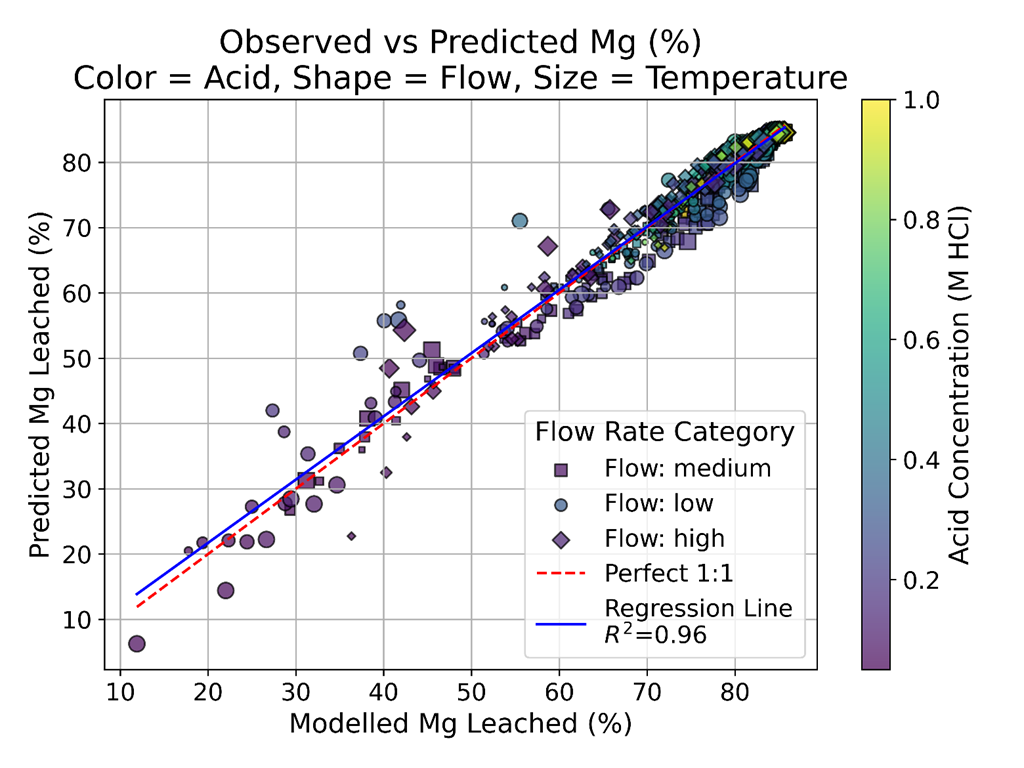 Observed vs Predicted Mg (%)
Color = Acid, Shape = Flow, Size = Temperature
Predicted Mg Leached (%)
80
70
60
50
40
30
20
10
10 20 30 40 50 60 70 80
Modelled Mg Leached (%)
Flow Rate Category
Flow: medium
Flow: low
Flow: high
Perfect 1:1
Regression Line
R²=0.96
1.0
0.8
0.6
0.4
0.2
Acid Concentration (M HCl)